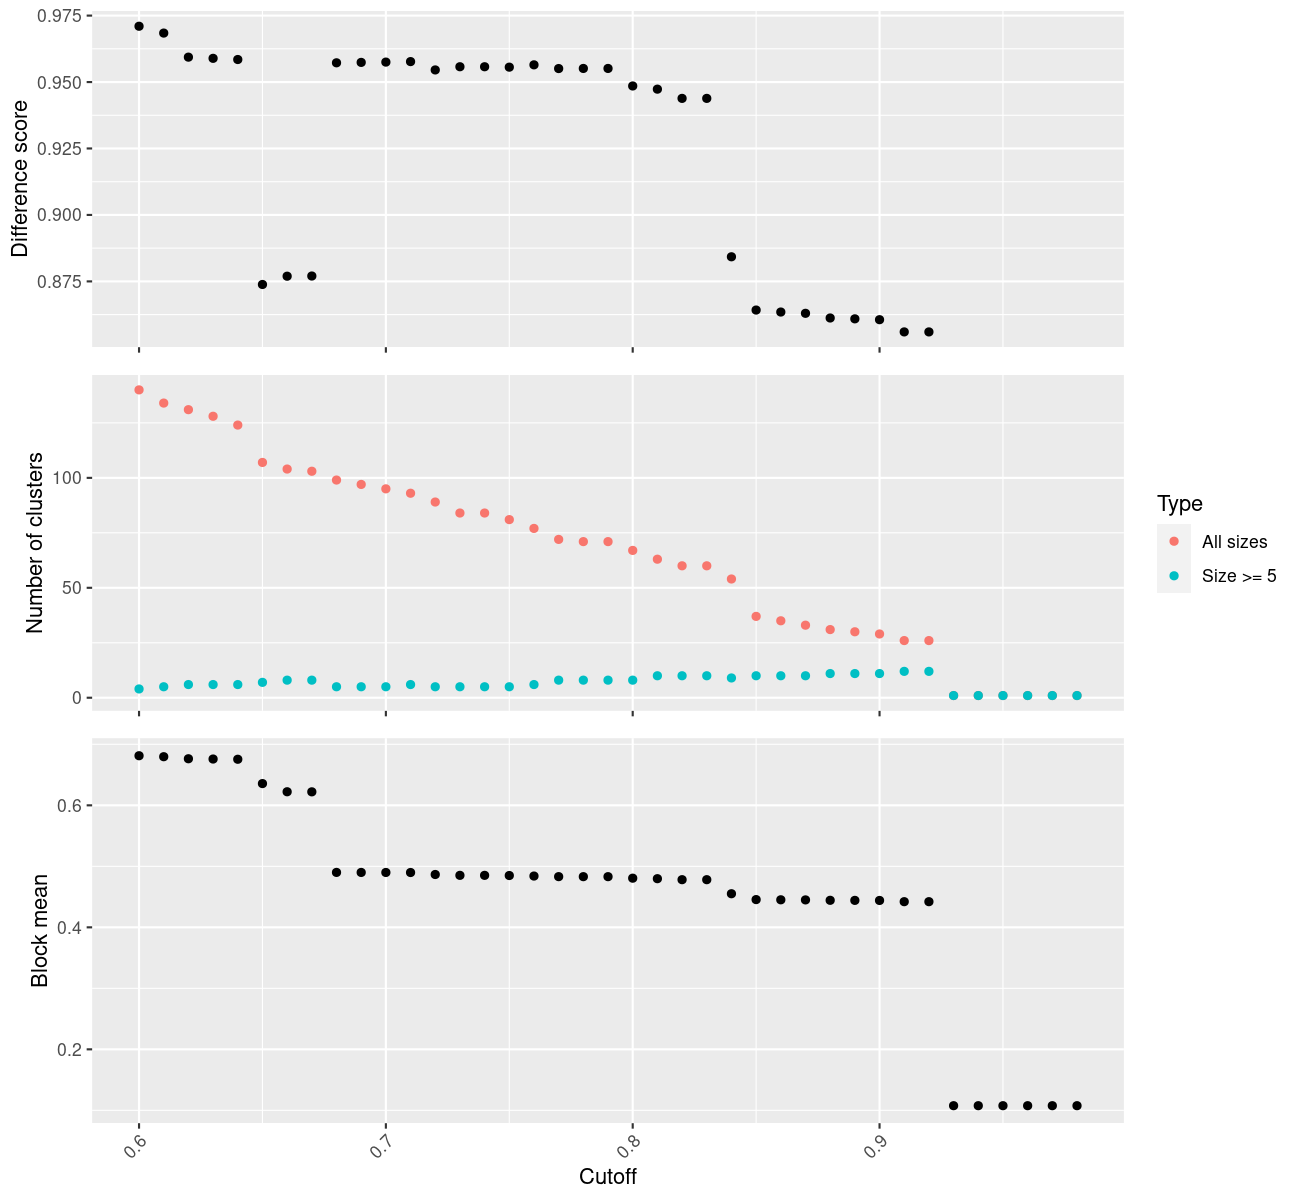 Difference score
0.975
0.950
0.925
0.900
0.875
Number of clusters
100
50
0
Type
All sizes
Size >= 5
Block mean
0.6
0.4
0.2
0.6
0.7
0.8
0.9
Cutoff